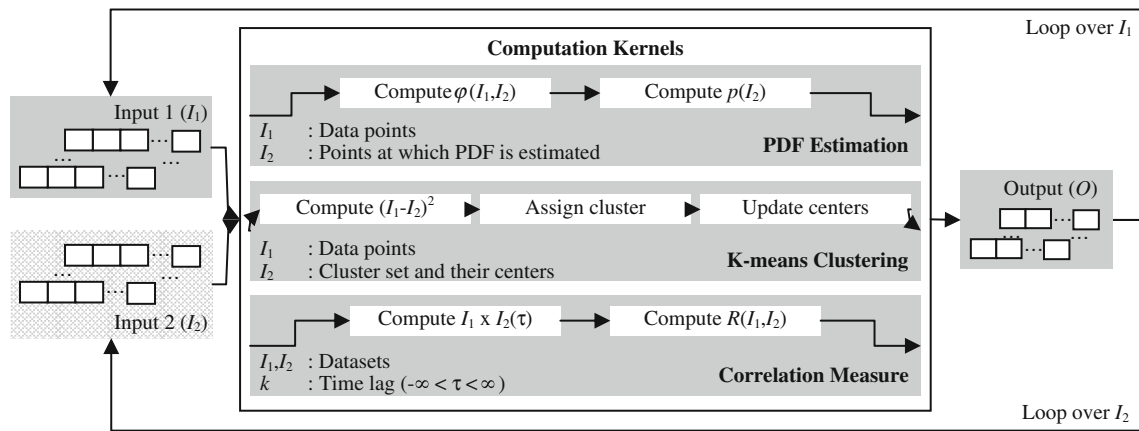 Loop over I₁
Computation Kernels
Input 1 (I₁)
...
...
...
Compute φ(I₁,I₂)
Compute p(I₂)
I₁ : Data points
I₂ : Points at which PDF is estimated
PDF Estimation
Compute (I₁-I₂)²
Assign cluster
Update centers
I₁ : Data points
I₂ : Cluster set and their centers
K-means Clustering
...
...
...
...
Input 2 (I₂)
Compute I₁ x I₂(τ)
Compute R(I₁,I₂)
I₁,I₂ : Datasets
k : Time lag (-∞ < τ < ∞)
Correlation Measure
Output (O)
...
...
...
...
Loop over I₂